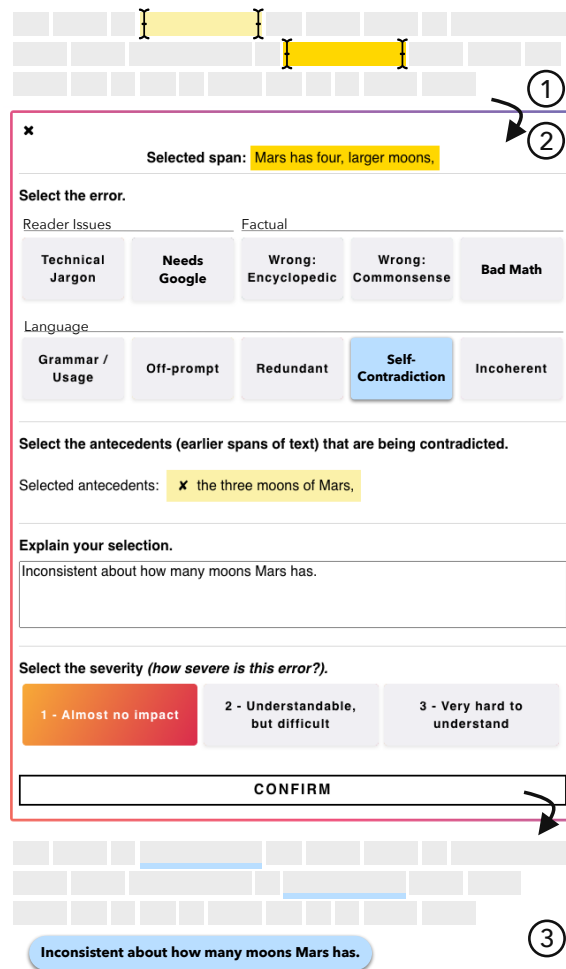 1
2
✖
Selected span: Mars has four, larger moons,
Select the error.
Reader Issues Factual
Technical Jargon
Needs Google
Wrong: Encyclopedic
Wrong: Commonsense
Bad Math
Language
Grammar / Usage
Off-prompt
Redundant
Self-Contradiction
Incoherent
Select the antecedents (earlier spans of text) that are being contradicted.
Selected antecedents: ✘ the three moons of Mars,
Explain your selection.
Inconsistent about how many moons Mars has.
Select the severity (how severe is this error?).
1 - Almost no impact
2 - Understandable, but difficult
3 - Very hard to understand
CONFIRM
3
Inconsistent about how many moons Mars has.